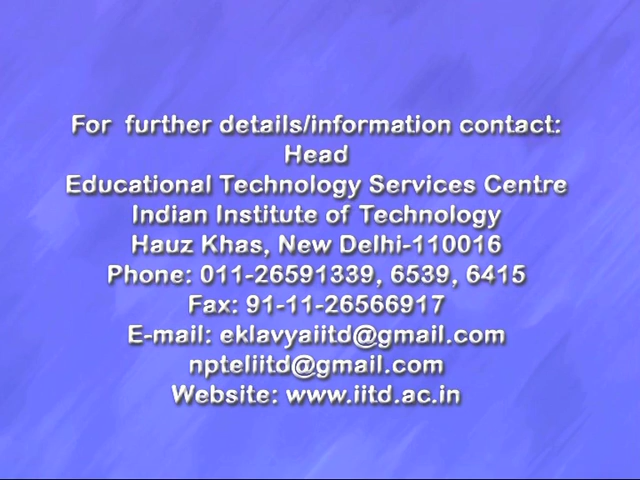 For further details/information contact:
Head
Educational Technology Services Centre
Indian Institute of Technology
Hauz Khas, New Delhi-110016
Phone: 011-26591339, 6539, 6415
Fax: 91-11-26566917
E-mail: eklavyaiitd@gmail.com
npteliitd@gmail.com
Website: www.iitd.ac.in